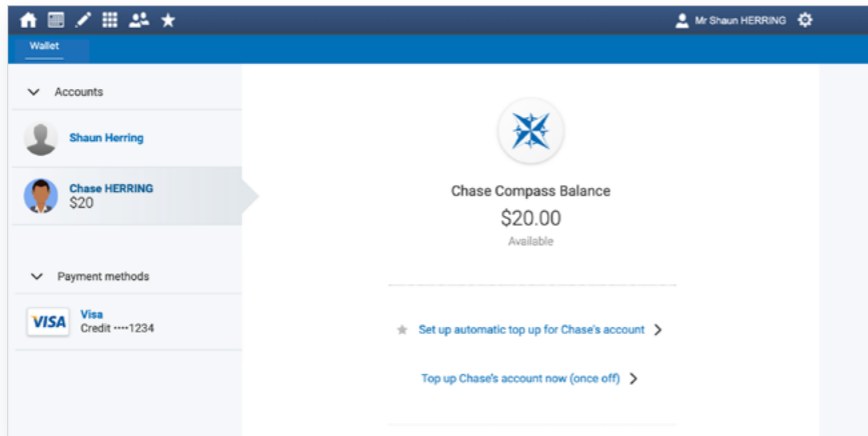 Mr Shaun HERRING
Wallet
Accounts
Shaun Herring
Chase HERRING
$20
Payment methods
VISA
Visa
Credit ····1234
Chase Compass Balance
$20.00
Available
Set up automatic top up for Chase's account
Top up Chase's account now (once off)